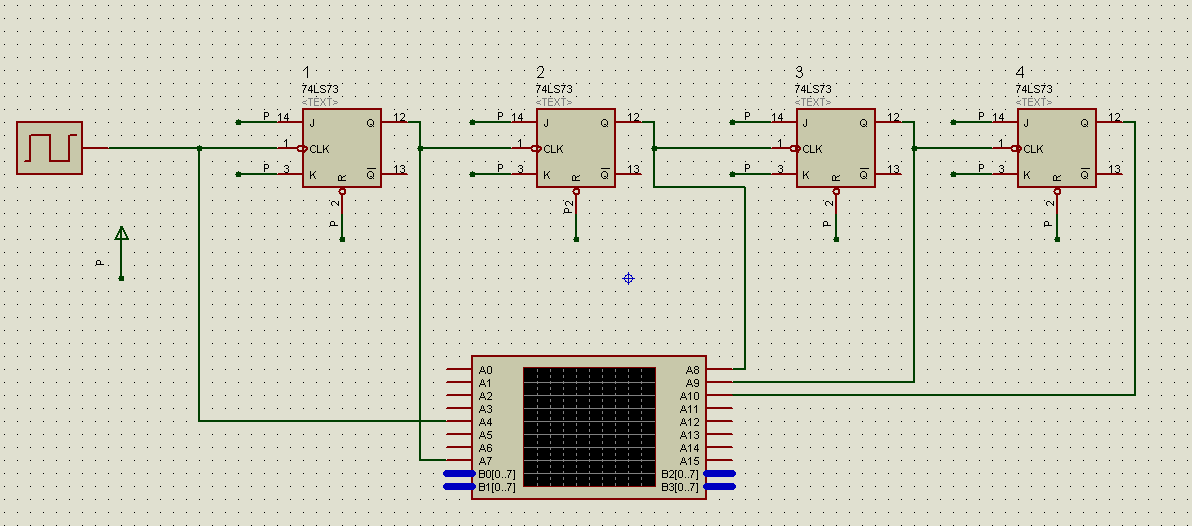 1 2 3 4
74LS73 74LS73 74LS73 74LS73
<TEXT> <TEXT> <TEXT> <TEXT>
P 14 J Q 12 P 14 J Q 12 P 14 J Q 12 P 14 J Q 12
1 CLK 1 CLK 1 CLK 1 CLK
P 3 K Q 13 P 3 K Q 13 P 3 K Q 13 P 3 K Q 13
R R R R
2 2 2 2
P P P P
P
A0 A8
A1 A9
A2 A10
A3 A11
A4 A12
A5 A13
A6 A14
A7 A15
B0[0..7] B2[0..7]
B1[0..7] B3[0..7]